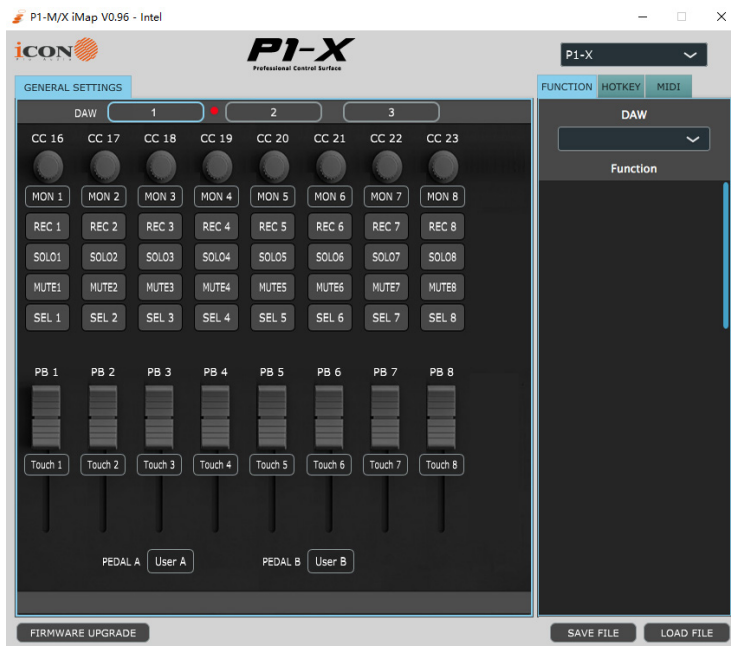 P1-M/X iMap V0.96 - Intel
icon
Pro Audio
P1-X
Professional Control Surface
P1-X
GENERAL SETTINGS
FUNCTION HOTKEY MIDI
DAW 1 2 3
DAW
CC 16 CC 17 CC 18 CC 19 CC 20 CC 21 CC 22 CC 23
Function
MON 1 MON 2 MON 3 MON 4 MON 5 MON 6 MON 7 MON 8
REC 1 REC 2 REC 3 REC 4 REC 5 REC 6 REC 7 REC 8
SOLO1 SOLO2 SOLO3 SOLO4 SOLO5 SOLO6 SOLO7 SOLO8
MUTE1 MUTE2 MUTE3 MUTE4 MUTE5 MUTE6 MUTE7 MUTE8
SEL 1 SEL 2 SEL 3 SEL 4 SEL 5 SEL 6 SEL 7 SEL 8
PB 1 PB 2 PB 3 PB 4 PB 5 PB 6 PB 7 PB 8
Touch 1 Touch 2 Touch 3 Touch 4 Touch 5 Touch 6 Touch 7 Touch 8
PEDAL A User A PEDAL B User B
FIRMWARE UPGRADE
SAVE FILE LOAD FILE